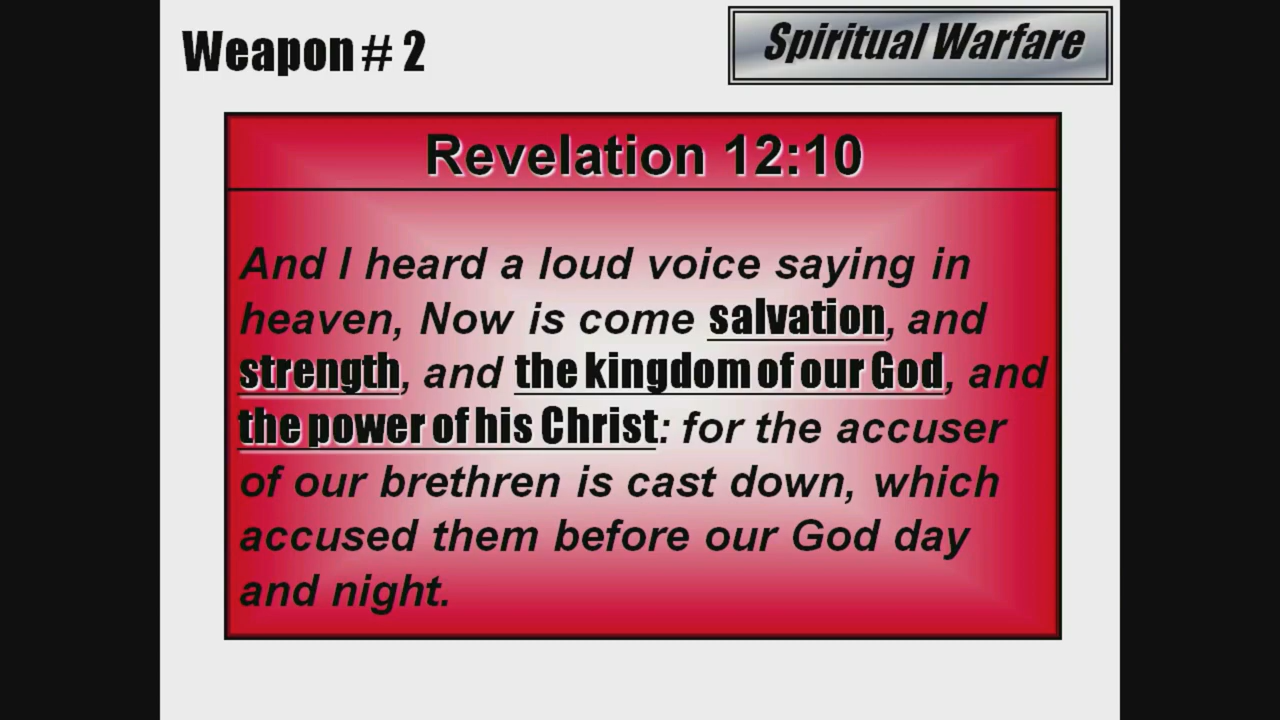 Weapon # 2
Spiritual Warfare
Revelation 12:10
And I heard a loud voice saying in
heaven, Now is come salvation, and
strength, and the kingdom of our God, and
the power of his Christ: for the accuser
of our brethren is cast down, which
accused them before our God day
and night.